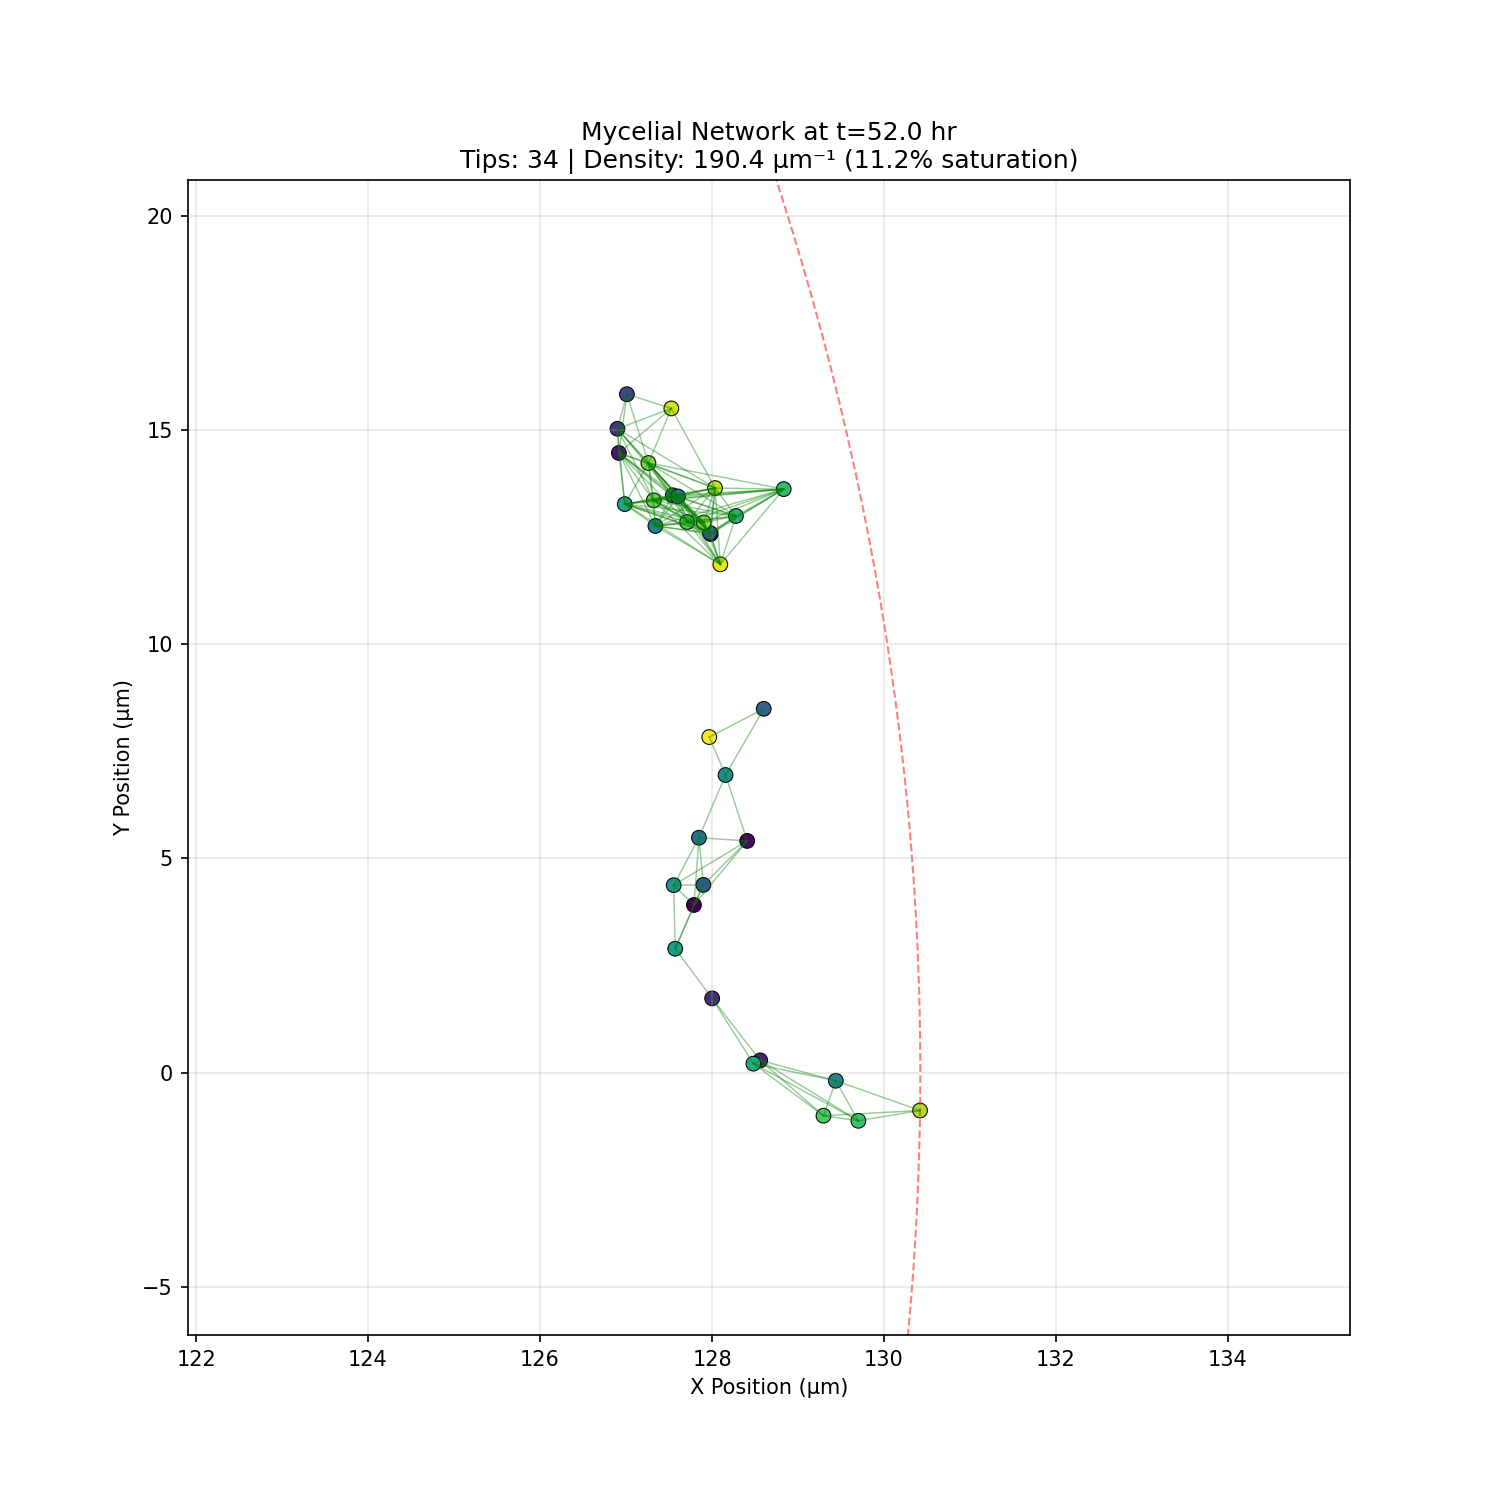 Mycelial Network at t=52.0 hr
Tips: 34 | Density: 190.4 μm⁻¹ (11.2% saturation)
20
15
10
5
0
−5
Y Position (μm)
122 124 126 128 130 132 134
X Position (μm)